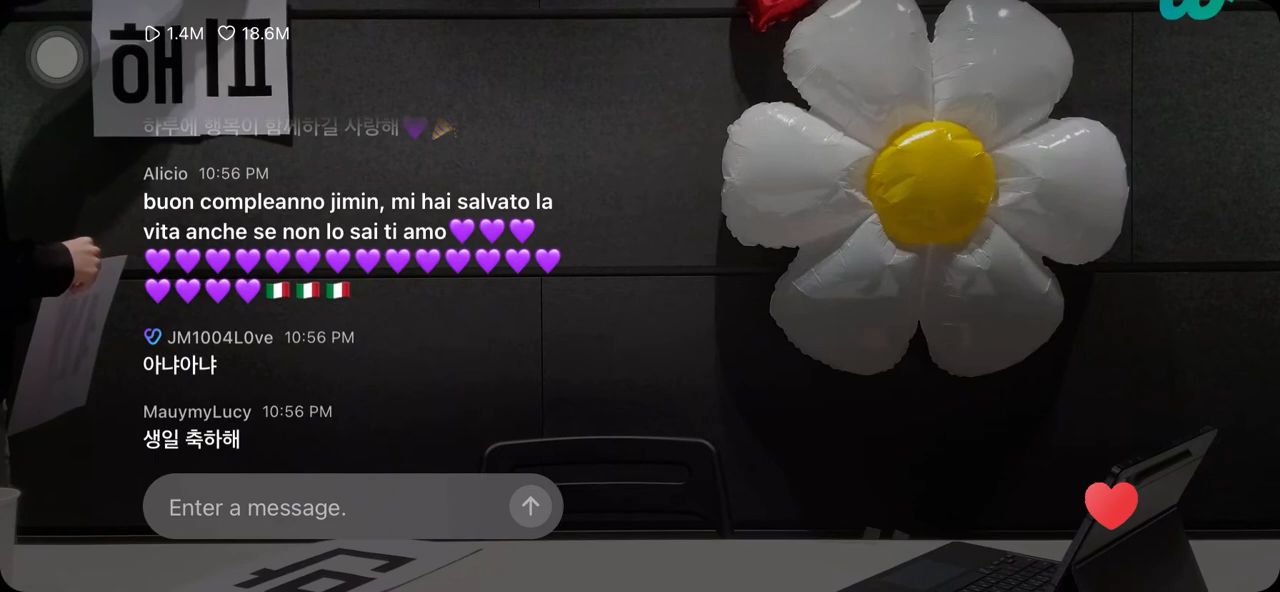 해피
1.4M 18.6M
하루에 행복이 함께하길 사랑해💜🎉
Alicio 10:56 PM
buon compleanno jimin, mi hai salvato la
vita anche se non lo sai ti amo💜💜💜
💜💜💜💜💜💜💜💜💜💜💜💜💜💜
💜💜💜💜🇮🇹🇮🇹🇮🇹
JM1004L0ve 10:56 PM
아냐아냐
MauymyLucy 10:56 PM
생일 축하해
Enter a message.